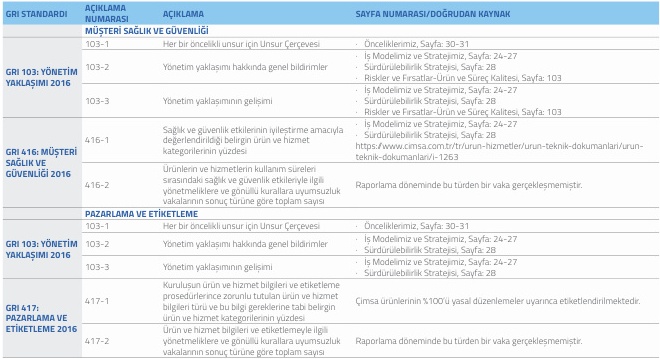 GRI STANDARDI AÇIKLAMA NUMARASI AÇIKLAMA SAYFA NUMARASI/DOĞRUDAN KAYNAK
MÜŞTERİ SAĞLIK VE GÜVENLİĞİ
GRI 103: YÖNETİM YAKLAŞIMI 2016
103-1 Her bir öncelikli unsur için Unsur Çerçevesi · Önceliklerimiz, Sayfa: 30-31
103-2 Yönetim yaklaşımı hakkında genel bildirimler
· İş Modelimiz ve Stratejimiz, Sayfa: 24-27
· Sürdürülebilirlik Stratejisi, Sayfa: 28
· Riskler ve Fırsatlar-Ürün ve Süreç Kalitesi, Sayfa: 103
103-3 Yönetim yaklaşımının gelişimi
· İş Modelimiz ve Stratejimiz, Sayfa: 24-27
· Sürdürülebilirlik Stratejisi, Sayfa: 28
· Riskler ve Fırsatlar-Ürün ve Süreç Kalitesi, Sayfa: 103
GRI 416: MÜŞTERİ
SAĞLIK VE
GÜVENLİĞİ 2016
416-1
Sağlık ve güvenlik etkilerinin iyileştirme amacıyla
değerlendirildiği belirgin ürün ve hizmet
kategorilerinin yüzdesi
· İş Modelimiz ve Stratejimiz, Sayfa: 24-27
· Sürdürülebilirlik Stratejisi, Sayfa: 28
https://www.cimsa.com.tr/tr/urun-hizmetler/urun-teknik-dokumanlari/urun-
teknik-dokumanlari/i-1263
416-2
Ürünlerin ve hizmetlerin kullanım süreleri
sırasındaki sağlık ve güvenlik etkileriyle ilgili
yönetmeliklere ve gönüllü kurallara uyumsuzluk
vakalarının sonuç türüne göre toplam sayısı
Raporlama döneminde bu türden bir vaka gerçekleşmemiştir.
PAZARLAMA VE ETİKETLEME
GRI 103: YÖNETİM
YAKLAŞIMI 2016
103-1 Her bir öncelikli unsur için Unsur Çerçevesi · Önceliklerimiz, Sayfa: 30-31
103-2 Yönetim yaklaşımı hakkında genel bildirimler
· İş Modelimiz ve Stratejimiz, Sayfa: 24-27
· Sürdürülebilirlik Stratejisi, Sayfa: 28
103-3 Yönetim yaklaşımının gelişimi
· İş Modelimiz ve Stratejimiz, Sayfa: 24-27
· Sürdürülebilirlik Stratejisi, Sayfa: 28
GRI 417:
PAZARLAMA VE
ETİKETLEME 2016
417-1
Kuruluşun ürün ve hizmet bilgileri ve etiketleme
prosedürlerince zorunlu tutulan ürün ve hizmet
bilgileri türü ve bu bilgi gereklerine tabi belirgin
ürün ve hizmet kategorilerinin yüzdesi
Çimsa ürünlerinin %100'ü yasal düzenlemeler uyarınca etiketlendirilmektedir.
417-2
Ürün ve hizmet bilgileri ve etiketlemeyle ilgili
yönetmeliklere ve gönüllü kurallara uyumsuzluk
vakalarının sonuç türüne göre toplam sayısı
Raporlama döneminde bu türden bir vaka gerçekleşmemiştir.